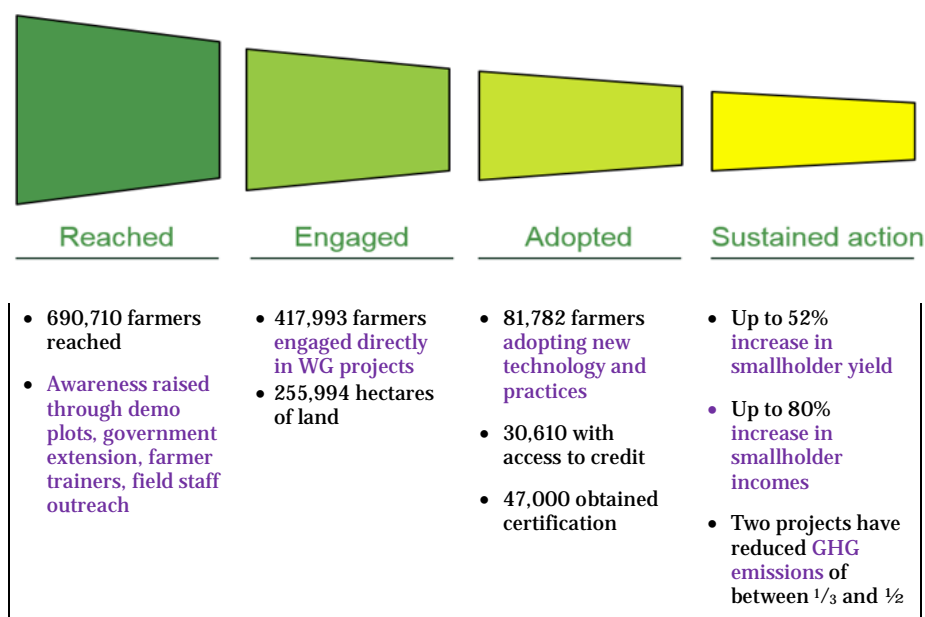 Reached
Engaged
Adopted
Sustained action
• 690,710 farmers
reached
• Awareness raised
through demo
plots, government
extension, farmer
trainers, field staff
outreach
• 417,993 farmers
engaged directly
in WG projects
• 255,994 hectares
of land
• 81,782 farmers
adopting new
technology and
practices
• 30,610 with
access to credit
• 47,000 obtained
certification
• Up to 52%
increase in
smallholder yield
• Up to 80%
increase in
smallholder
incomes
• Two projects have
reduced GHG
emissions of
between 1/3 and ½